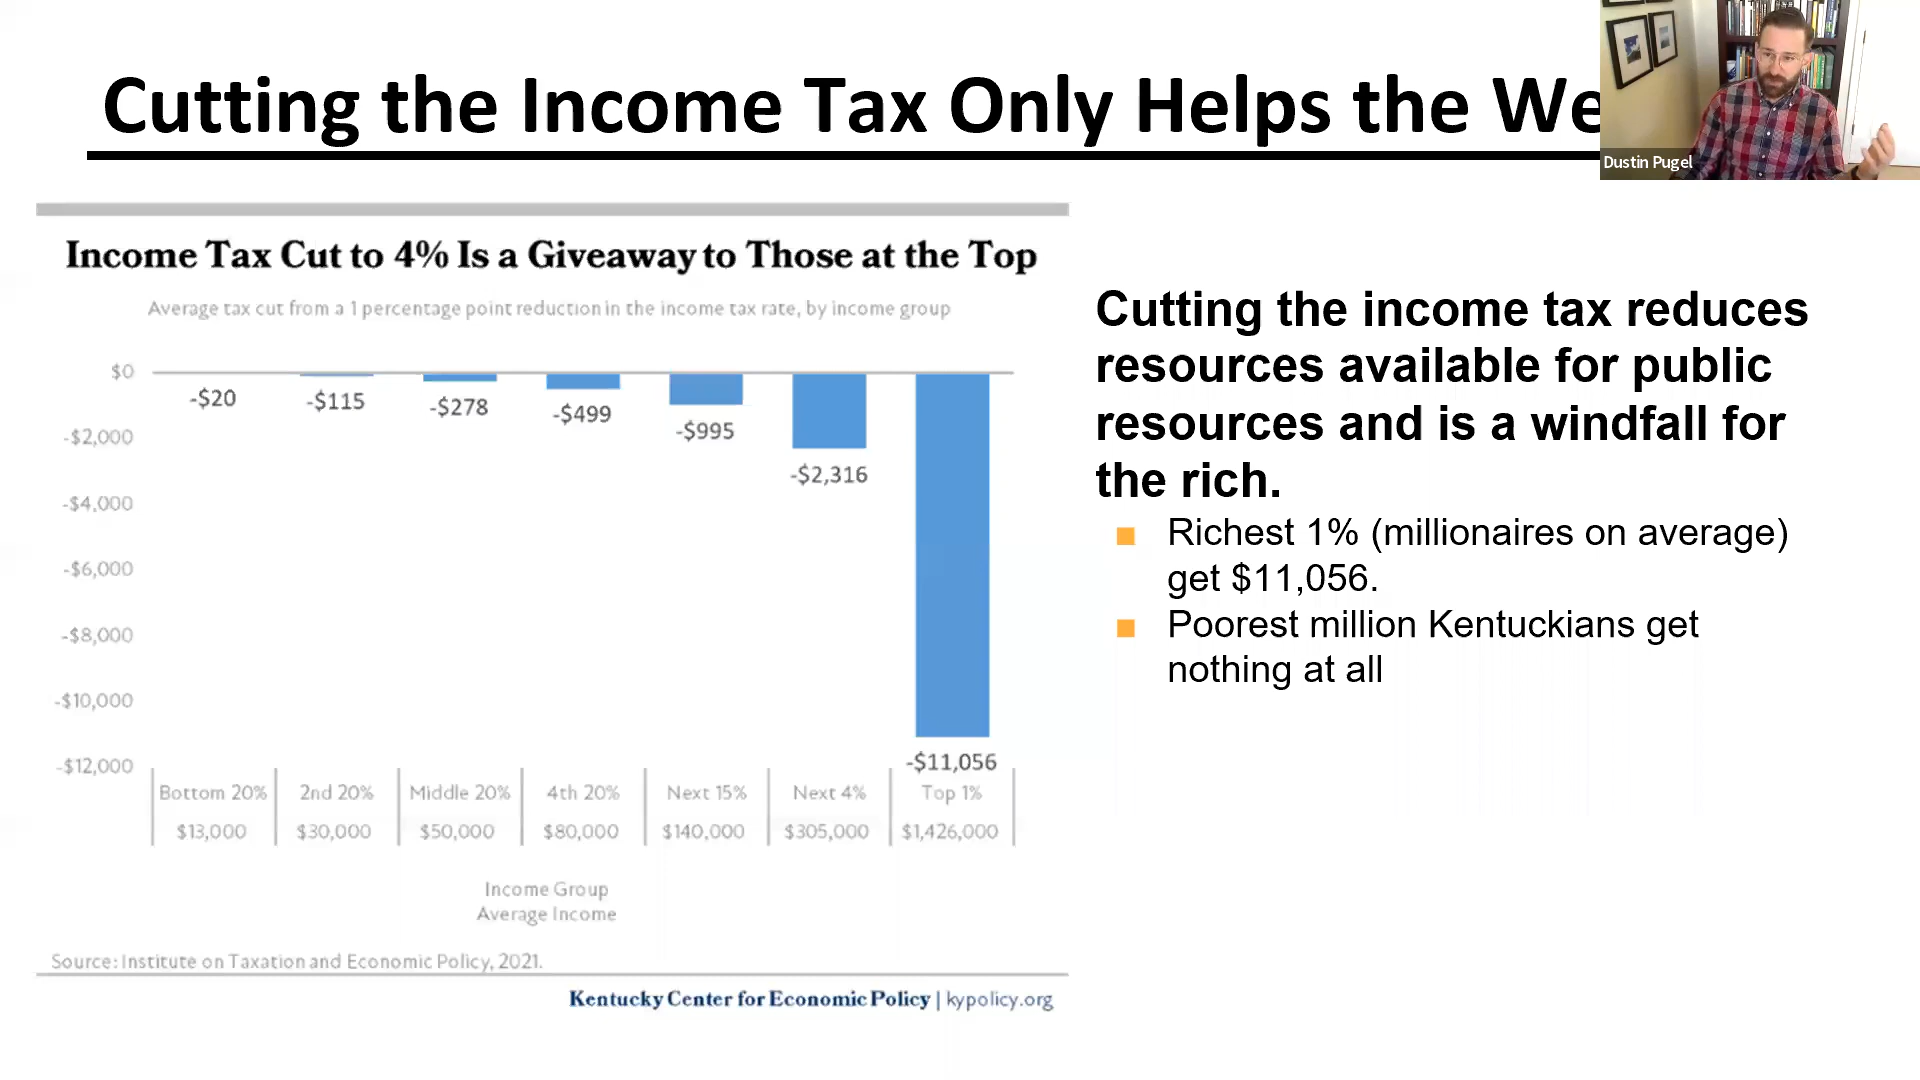 Cutting the Income Tax Only Helps the We
Dustin Pugel
Income Tax Cut to 4% Is a Giveaway to Those at the Top
Average tax cut from a 1 percentage point reduction in the income tax rate, by income group
$0
-$2,000
-$4,000
-$6,000
-$8,000
-$10,000
-$12,000
-$20
-$115
-$278
-$499
-$995
-$2,316
-$11,056
Bottom 20% 2nd 20% Middle 20% 4th 20% Next 15% Next 4% Top 1%
$13,000 $30,000 $50,000 $80,000 $140,000 $305,000 $1,426,000
Income Group
Average Income
Source: Institute on Taxation and Economic Policy, 2021.
Kentucky Center for Economic Policy | kypolicy.org
Cutting the income tax reduces
resources available for public
resources and is a windfall for
the rich.
■ Richest 1% (millionaires on average)
get $11,056.
■ Poorest million Kentuckians get
nothing at all